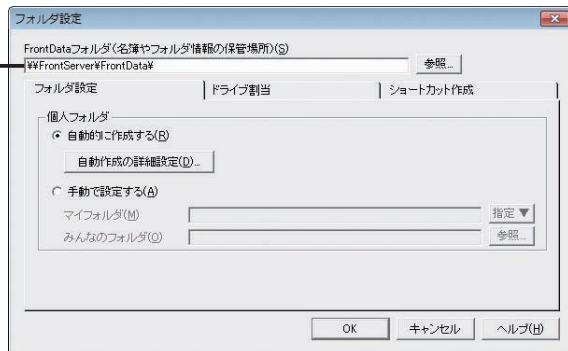 フォルダ設定
FrontDataフォルダ(名簿やフォルダ情報の保管場所)(S)
¥¥FrontServer¥FrontData¥
参照...
フォルダ設定
ドライブ割当
ショートカット作成
個人フォルダ
自動的に作成する(R)
自動作成の詳細設定(D)...
手動で設定する(A)
マイフォルダ(M)
指定▼
みんなのフォルダ(O)
参照...
OK
キャンセル
ヘルプ(H)